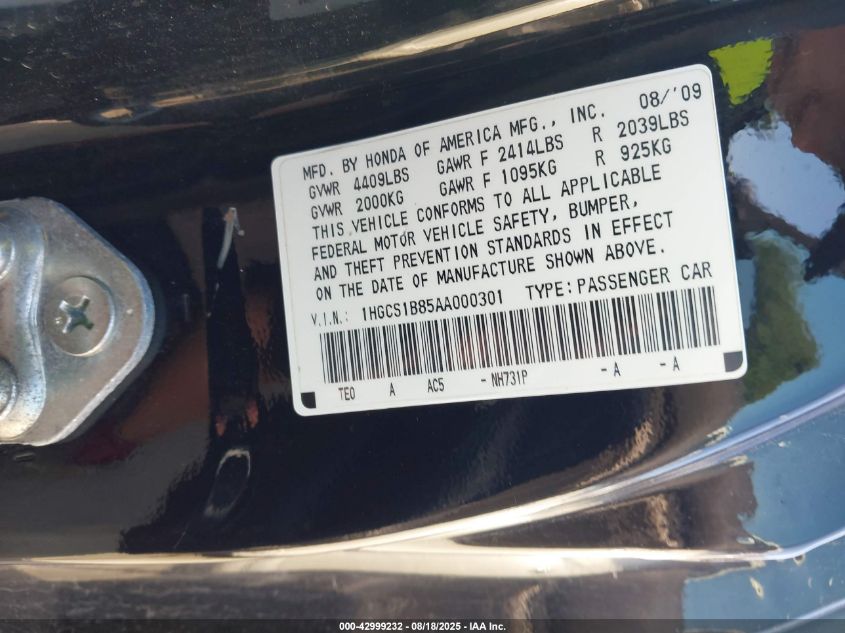 MFD. BY HONDA OF AMERICA MFG., INC. 08/'09
GVWR 4409LBS GAWR F 2414LBS R 2039LBS
GVWR 2000KG GAWR F 1095KG R 925KG
THIS VEHICLE CONFORMS TO ALL APPLICABLE
FEDERAL MOTOR VEHICLE SAFETY, BUMPER,
AND THEFT PREVENTION STANDARDS IN EFFECT
ON THE DATE OF MANUFACTURE SHOWN ABOVE.
V.I.N.: 1HGCS1B85AA000301 TYPE: PASSENGER CAR
TE0 A AC5 - NH731P - A - A
000-42999232 - 08/18/2025 - IAA Inc.